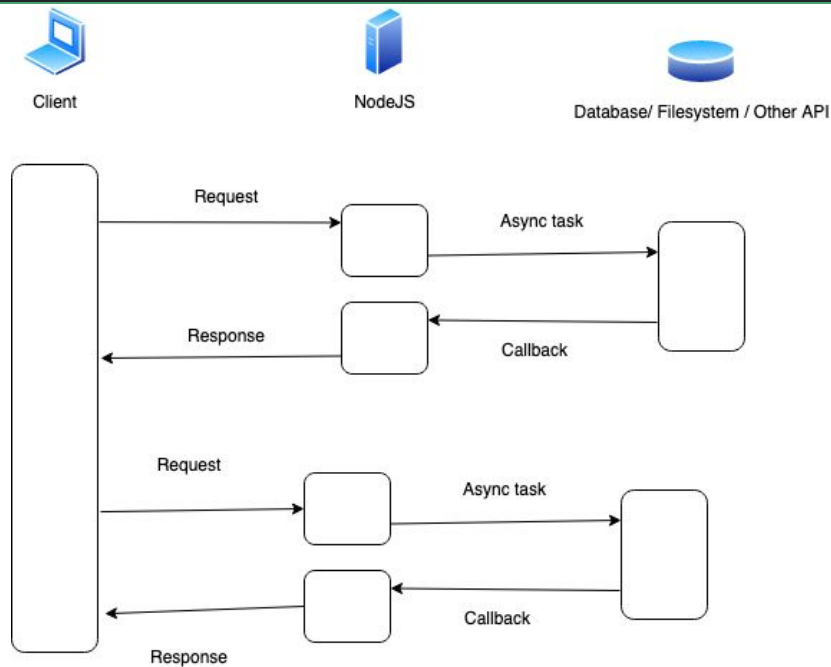 Client
NodeJS
Database/ Filesystem / Other API
Request
Async task
Response
Callback
Request
Async task
Callback
Response